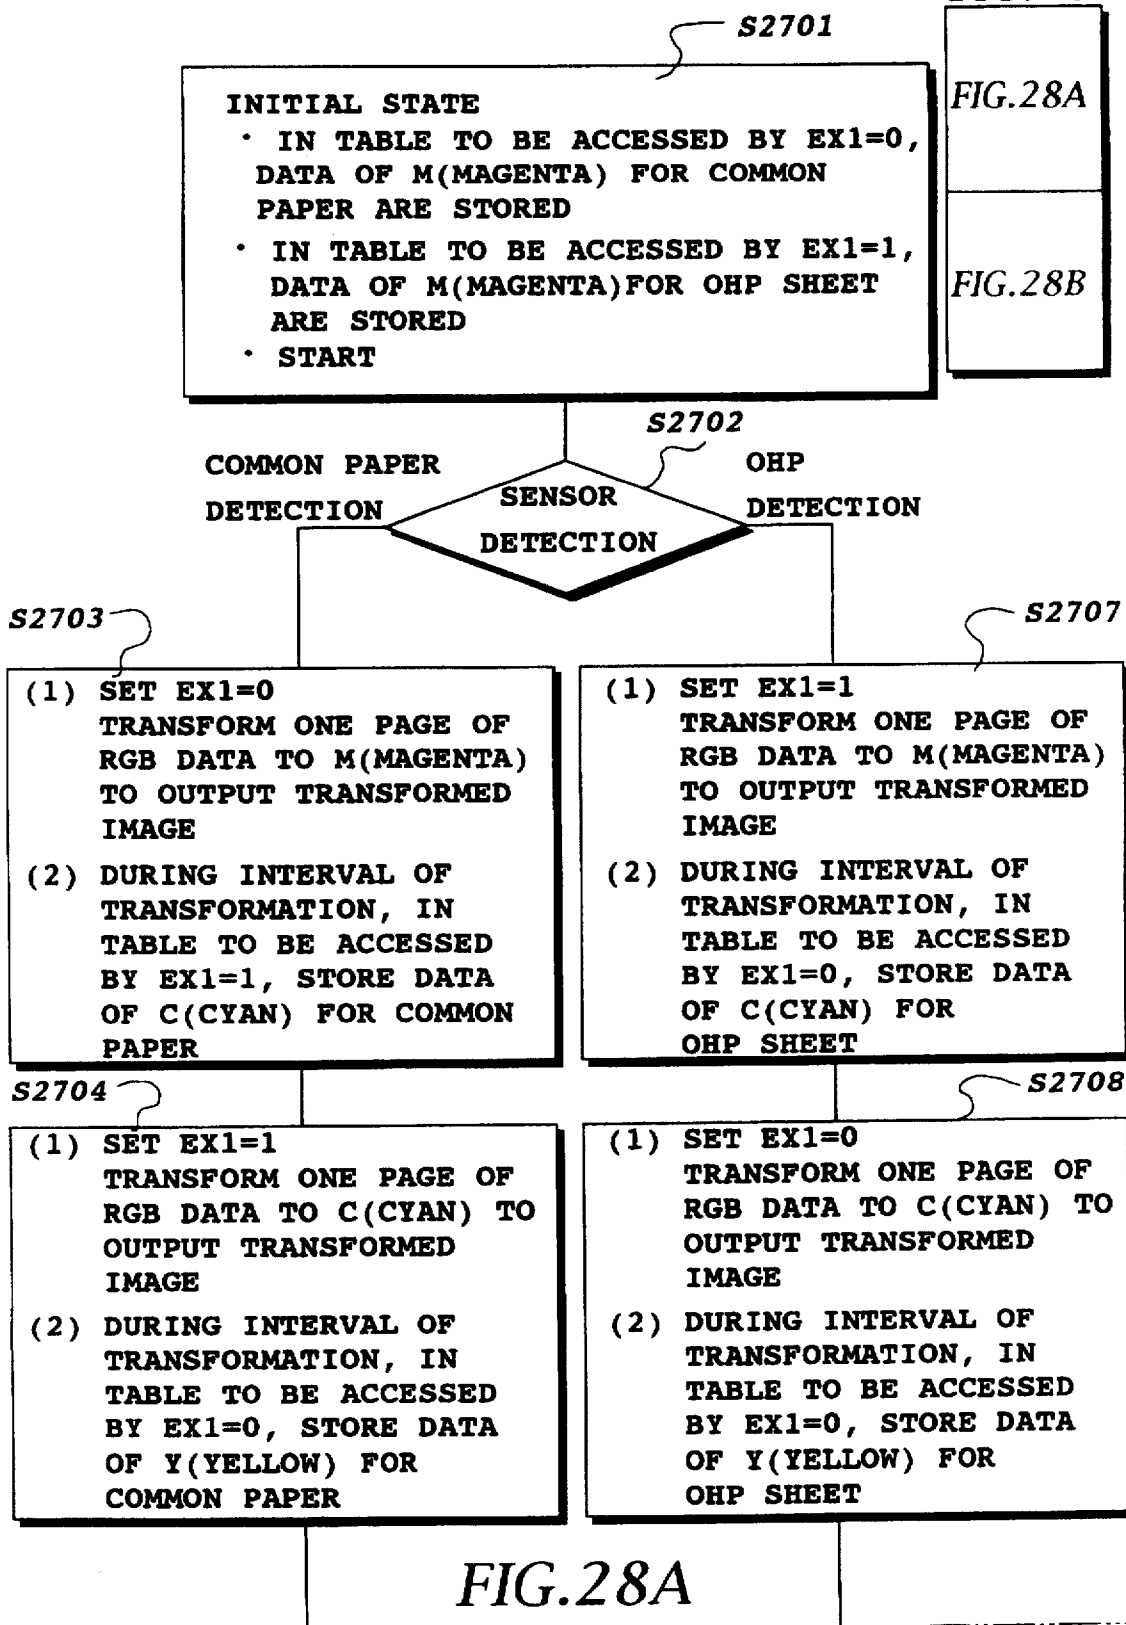 S2701
FIG.28A
FIG.28B
INITIAL STATE
· IN TABLE TO BE ACCESSED BY EX1=0,
DATA OF M(MAGENTA) FOR COMMON
PAPER ARE STORED
· IN TABLE TO BE ACCESSED BY EX1=1,
DATA OF M(MAGENTA)FOR OHP SHEET
ARE STORED
· START
S2702
COMMON PAPER
DETECTION
SENSOR
DETECTION
OHP
DETECTION
S2703
(1) SET EX1=0
TRANSFORM ONE PAGE OF
RGB DATA TO M(MAGENTA)
TO OUTPUT TRANSFORMED
IMAGE
(2) DURING INTERVAL OF
TRANSFORMATION, IN
TABLE TO BE ACCESSED
BY EX1=1, STORE DATA
OF C(CYAN) FOR COMMON
PAPER
S2707
(1) SET EX1=1
TRANSFORM ONE PAGE OF
RGB DATA TO M(MAGENTA)
TO OUTPUT TRANSFORMED
IMAGE
(2) DURING INTERVAL OF
TRANSFORMATION, IN
TABLE TO BE ACCESSED
BY EX1=0, STORE DATA
OF C(CYAN) FOR
OHP SHEET
S2704
(1) SET EX1=1
TRANSFORM ONE PAGE OF
RGB DATA TO C(CYAN) TO
OUTPUT TRANSFORMED
IMAGE
(2) DURING INTERVAL OF
TRANSFORMATION, IN
TABLE TO BE ACCESSED
BY EX1=0, STORE DATA
OF Y(YELLOW) FOR
COMMON PAPER
S2708
(1) SET EX1=0
TRANSFORM ONE PAGE OF
RGB DATA TO C(CYAN) TO
OUTPUT TRANSFORMED
IMAGE
(2) DURING INTERVAL OF
TRANSFORMATION, IN
TABLE TO BE ACCESSED
BY EX1=0, STORE DATA
OF Y(YELLOW) FOR
OHP SHEET
FIG.28A